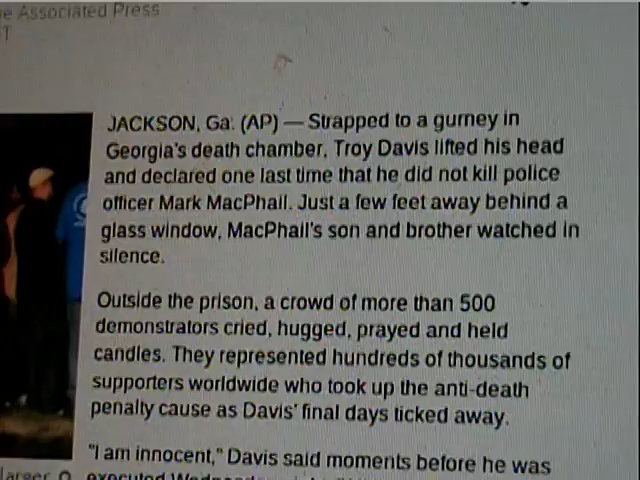 e Associated Press
T
JACKSON, Ga. (AP) — Strapped to a gurney in
Georgia's death chamber, Troy Davis lifted his head
and declared one last time that he did not kill police
officer Mark MacPhail. Just a few feet away behind a
glass window, MacPhail's son and brother watched in
silence.
Outside the prison, a crowd of more than 500
demonstrators cried, hugged, prayed and held
candles. They represented hundreds of thousands of
supporters worldwide who took up the anti-death
penalty cause as Davis' final days ticked away.
"I am innocent," Davis said moments before he was
larger
executed